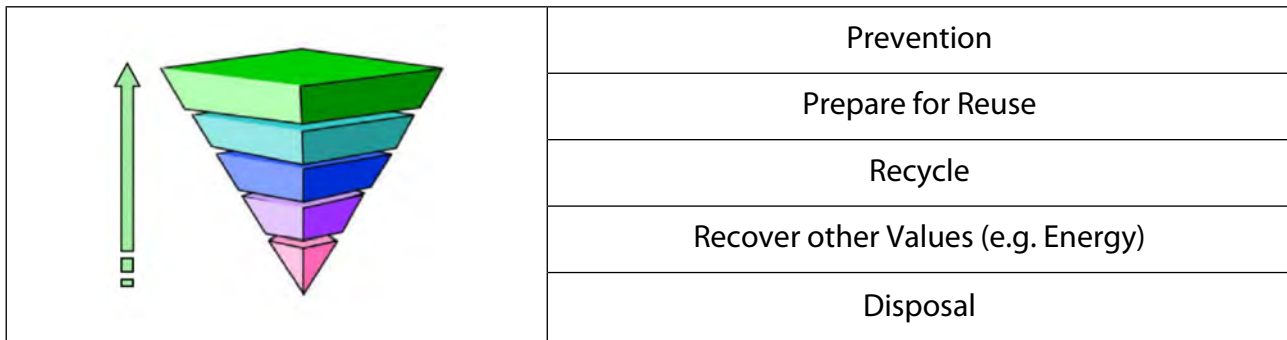 Prevention
Prepare for Reuse
Recycle
Recover other Values (e.g. Energy)
Disposal